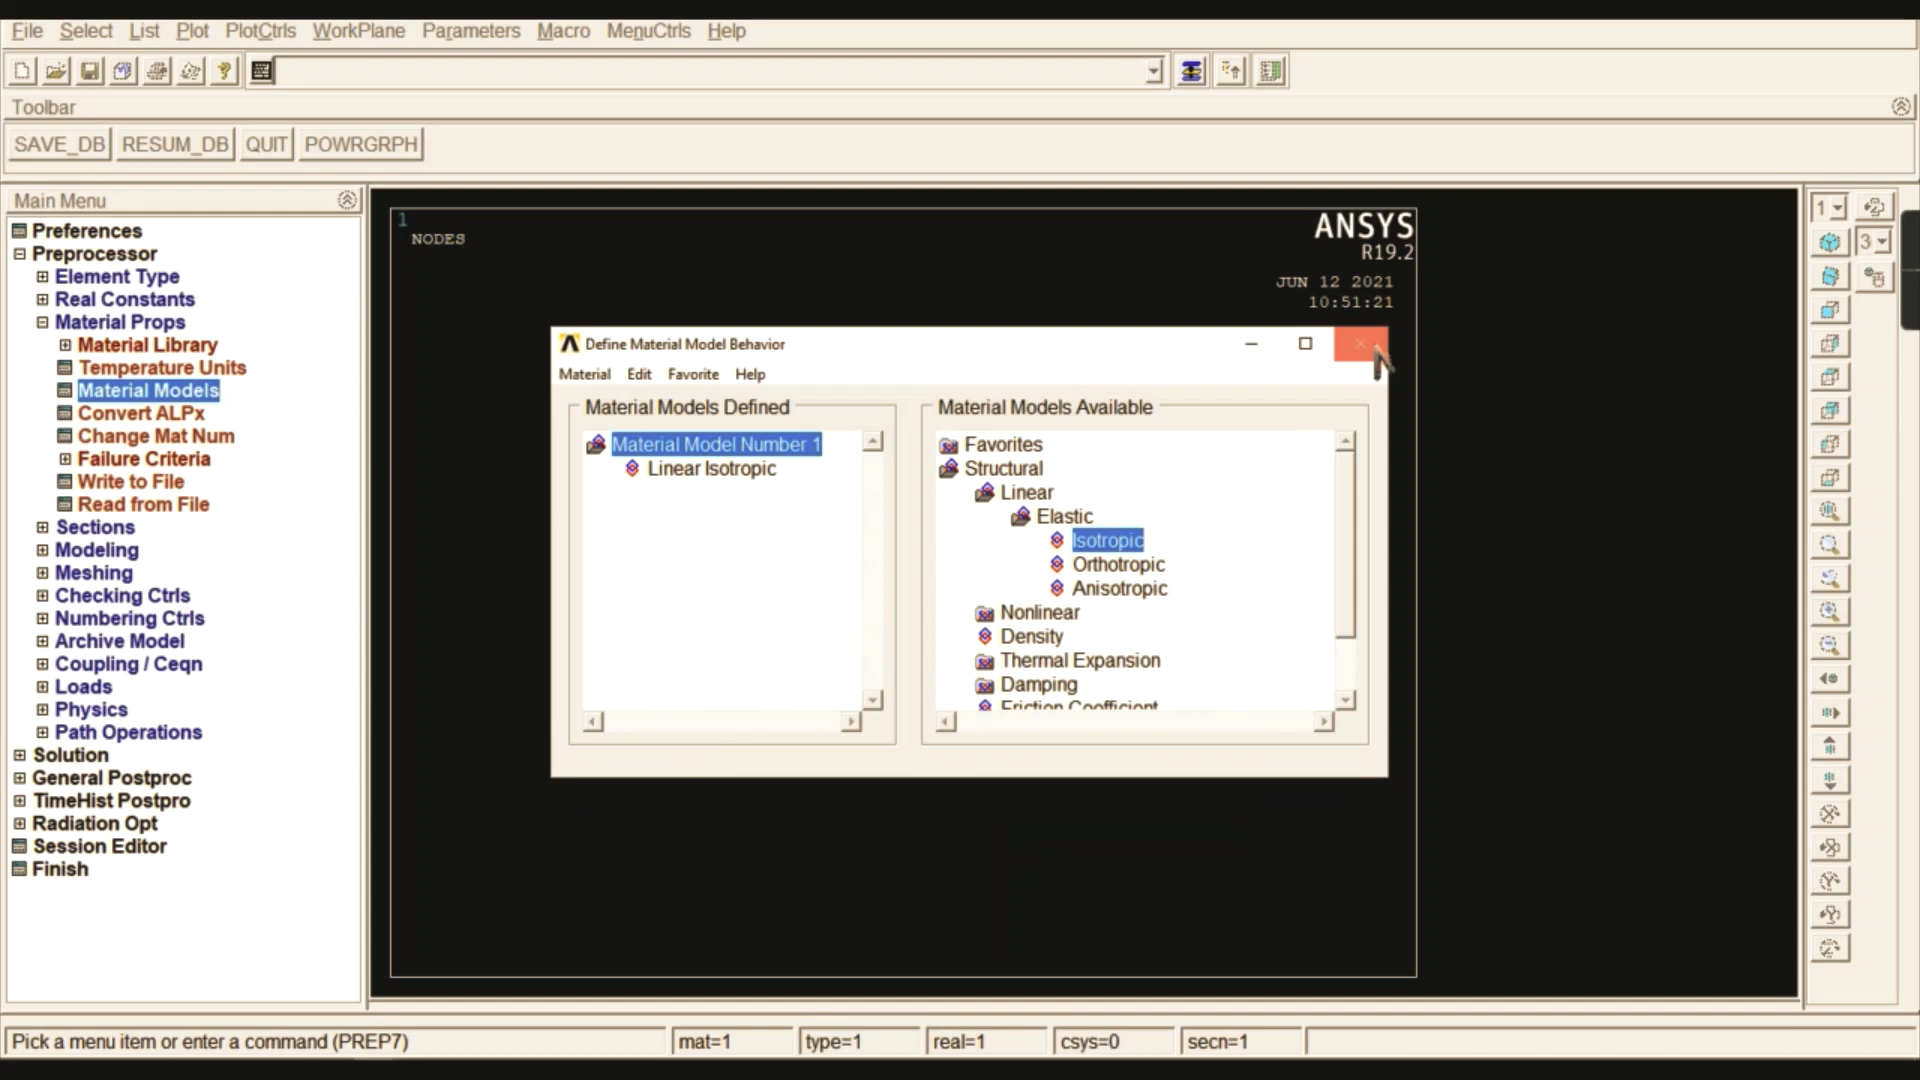 File Select List Plot PlotCtrls WorkPlane Parameters Macro MenuCtrls Help
Toolbar
SAVE_DB RESUM_DB QUIT POWRGRPH
Main Menu
Preferences
Preprocessor
Element Type
Real Constants
Material Props
Material Library
Temperature Units
Material Models
Convert ALPx
Change Mat Num
Failure Criteria
Write to File
Read from File
Sections
Modeling
Meshing
Checking Ctrls
Numbering Ctrls
Archive Model
Coupling / Ceqn
Loads
Physics
Path Operations
Solution
General Postproc
TimeHist Postpro
Radiation Opt
Session Editor
Finish
1
NODES
ANSYS
R19.2
JUN 12 2021
10:51:21
Define Material Model Behavior
Material Edit Favorite Help
Material Models Defined
Material Model Number 1
Linear Isotropic
Material Models Available
Favorites
Structural
Linear
Elastic
Isotropic
Orthotropic
Anisotropic
Nonlinear
Density
Thermal Expansion
Damping
Friction Coefficient
1
3
Pick a menu item or enter a command (PREP7) mat=1 type=1 real=1 csys=0 secn=1